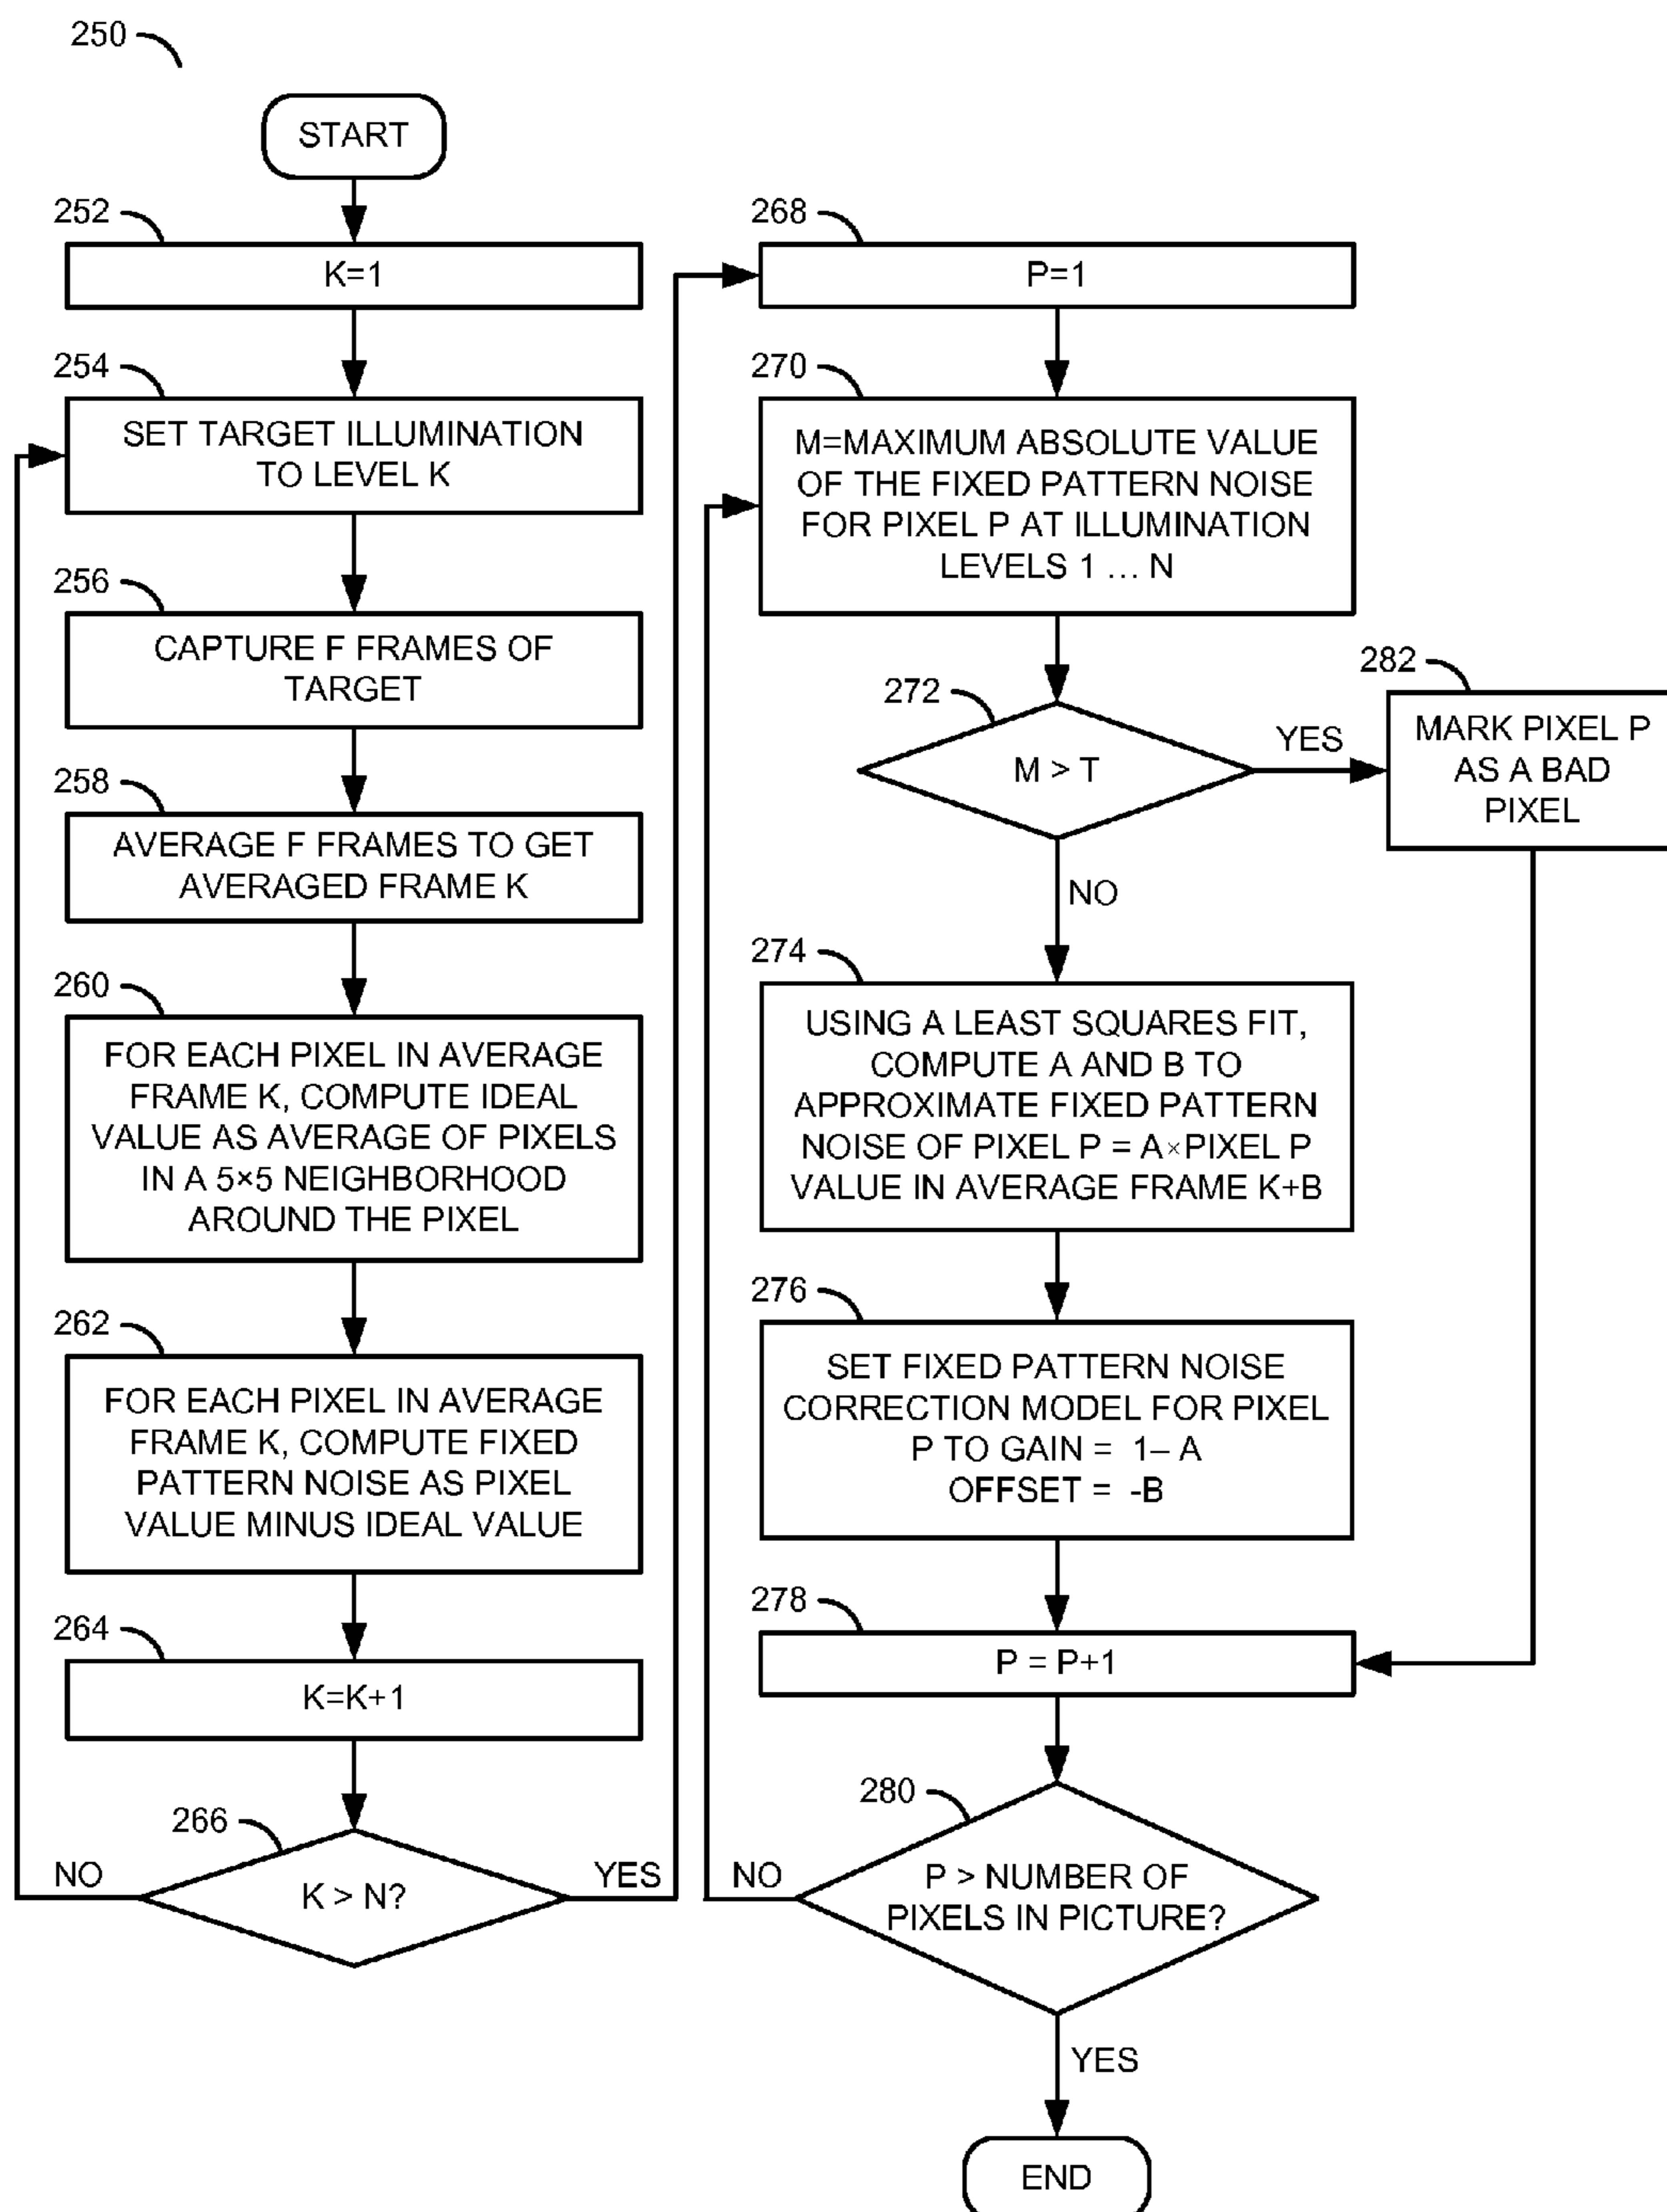 250
START
252
K=1
254
SET TARGET ILLUMINATION
TO LEVEL K
256
CAPTURE F FRAMES OF
TARGET
258
AVERAGE F FRAMES TO GET
AVERAGED FRAME K
260
FOR EACH PIXEL IN AVERAGE
FRAME K, COMPUTE IDEAL
VALUE AS AVERAGE OF PIXELS
IN A 5×5 NEIGHBORHOOD
AROUND THE PIXEL
262
FOR EACH PIXEL IN AVERAGE
FRAME K, COMPUTE FIXED
PATTERN NOISE AS PIXEL
VALUE MINUS IDEAL VALUE
264
K=K+1
266
K > N?
NO
YES
268
P=1
270
M=MAXIMUM ABSOLUTE VALUE
OF THE FIXED PATTERN NOISE
FOR PIXEL P AT ILLUMINATION
LEVELS 1 ... N
272
M > T
YES
282
MARK PIXEL P
AS A BAD
PIXEL
NO
274
USING A LEAST SQUARES FIT,
COMPUTE A AND B TO
APPROXIMATE FIXED PATTERN
NOISE OF PIXEL P = A×PIXEL P
VALUE IN AVERAGE FRAME K+B
276
SET FIXED PATTERN NOISE
CORRECTION MODEL FOR PIXEL
P TO GAIN = 1– A
OFFSET = -B
278
P = P+1
280
P > NUMBER OF
PIXELS IN PICTURE?
NO
YES
END